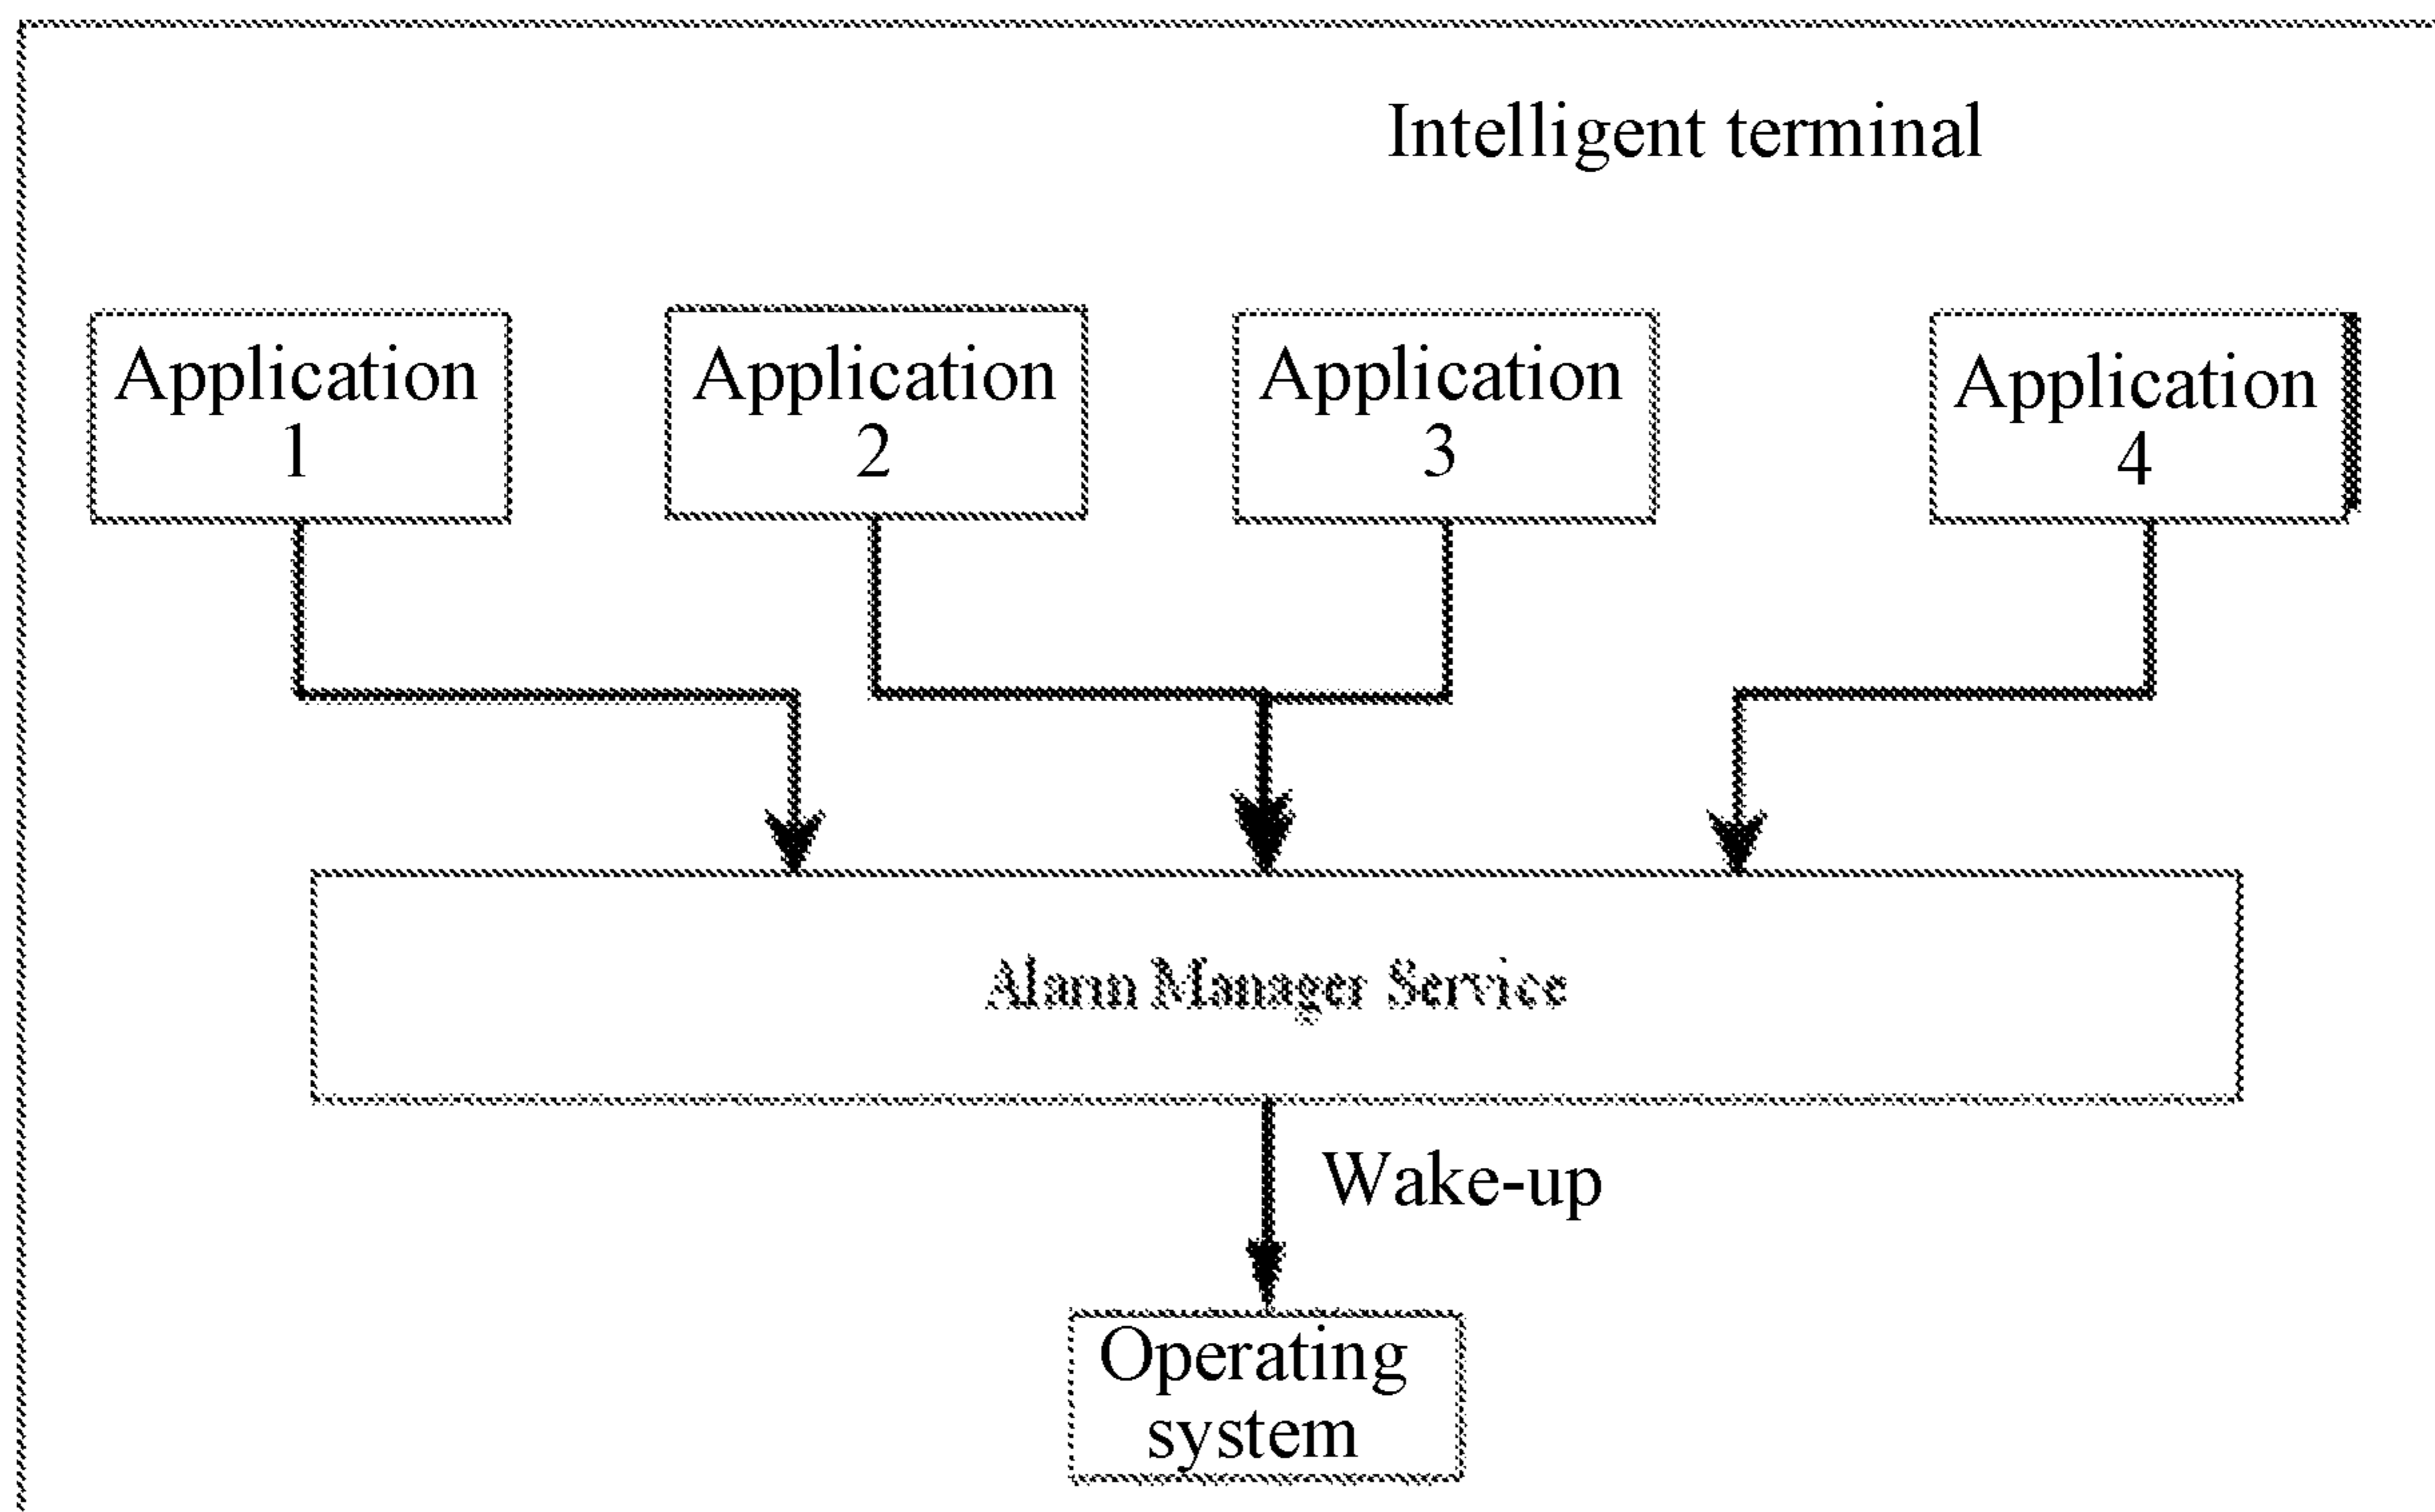 Intelligent terminal
Application
1
Application
2
Application
3
Application
4
Alarm Manager Service
Wake-up
Operating
system